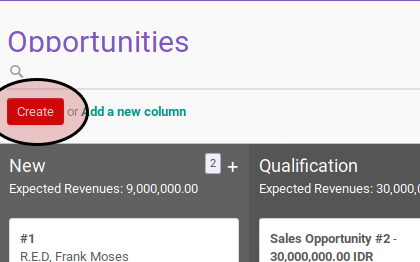 Opportunities
Create or Add a new column
New 2 +
Expected Revenues: 9,000,000.00
#1
R.E.D, Frank Moses
Qualification
Expected Revenues: 30,000,0
Sales Opportunity #2 -
30,000,000.00 IDR